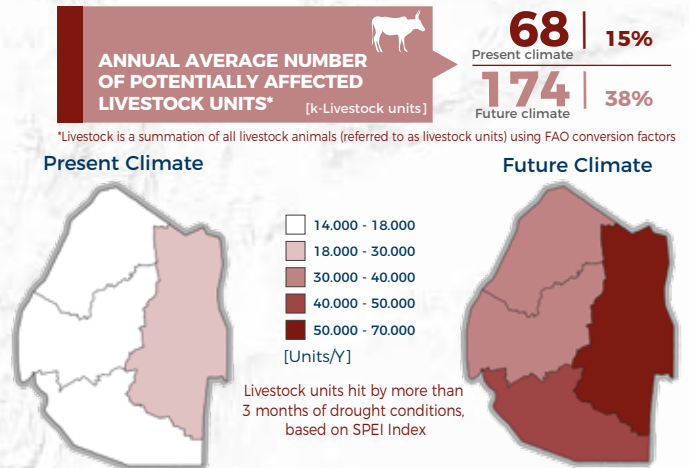 ANNUAL AVERAGE NUMBER
OF POTENTIALLY AFFECTED
LIVESTOCK UNITS*
[k-Livestock units]
68
15%
Present climate
174
38%
Future climate
*Livestock is a summation of all livestock animals (referred to as livestock units) using FAO conversion factors
Present Climate
Future Climate
14.000 - 18.000
18.000 - 30.000
30.000 - 40.000
40.000 - 50.000
50.000 - 70.000
[Units/Y]
Livestock units hit by more than
3 months of drought conditions,
based on SPEI Index